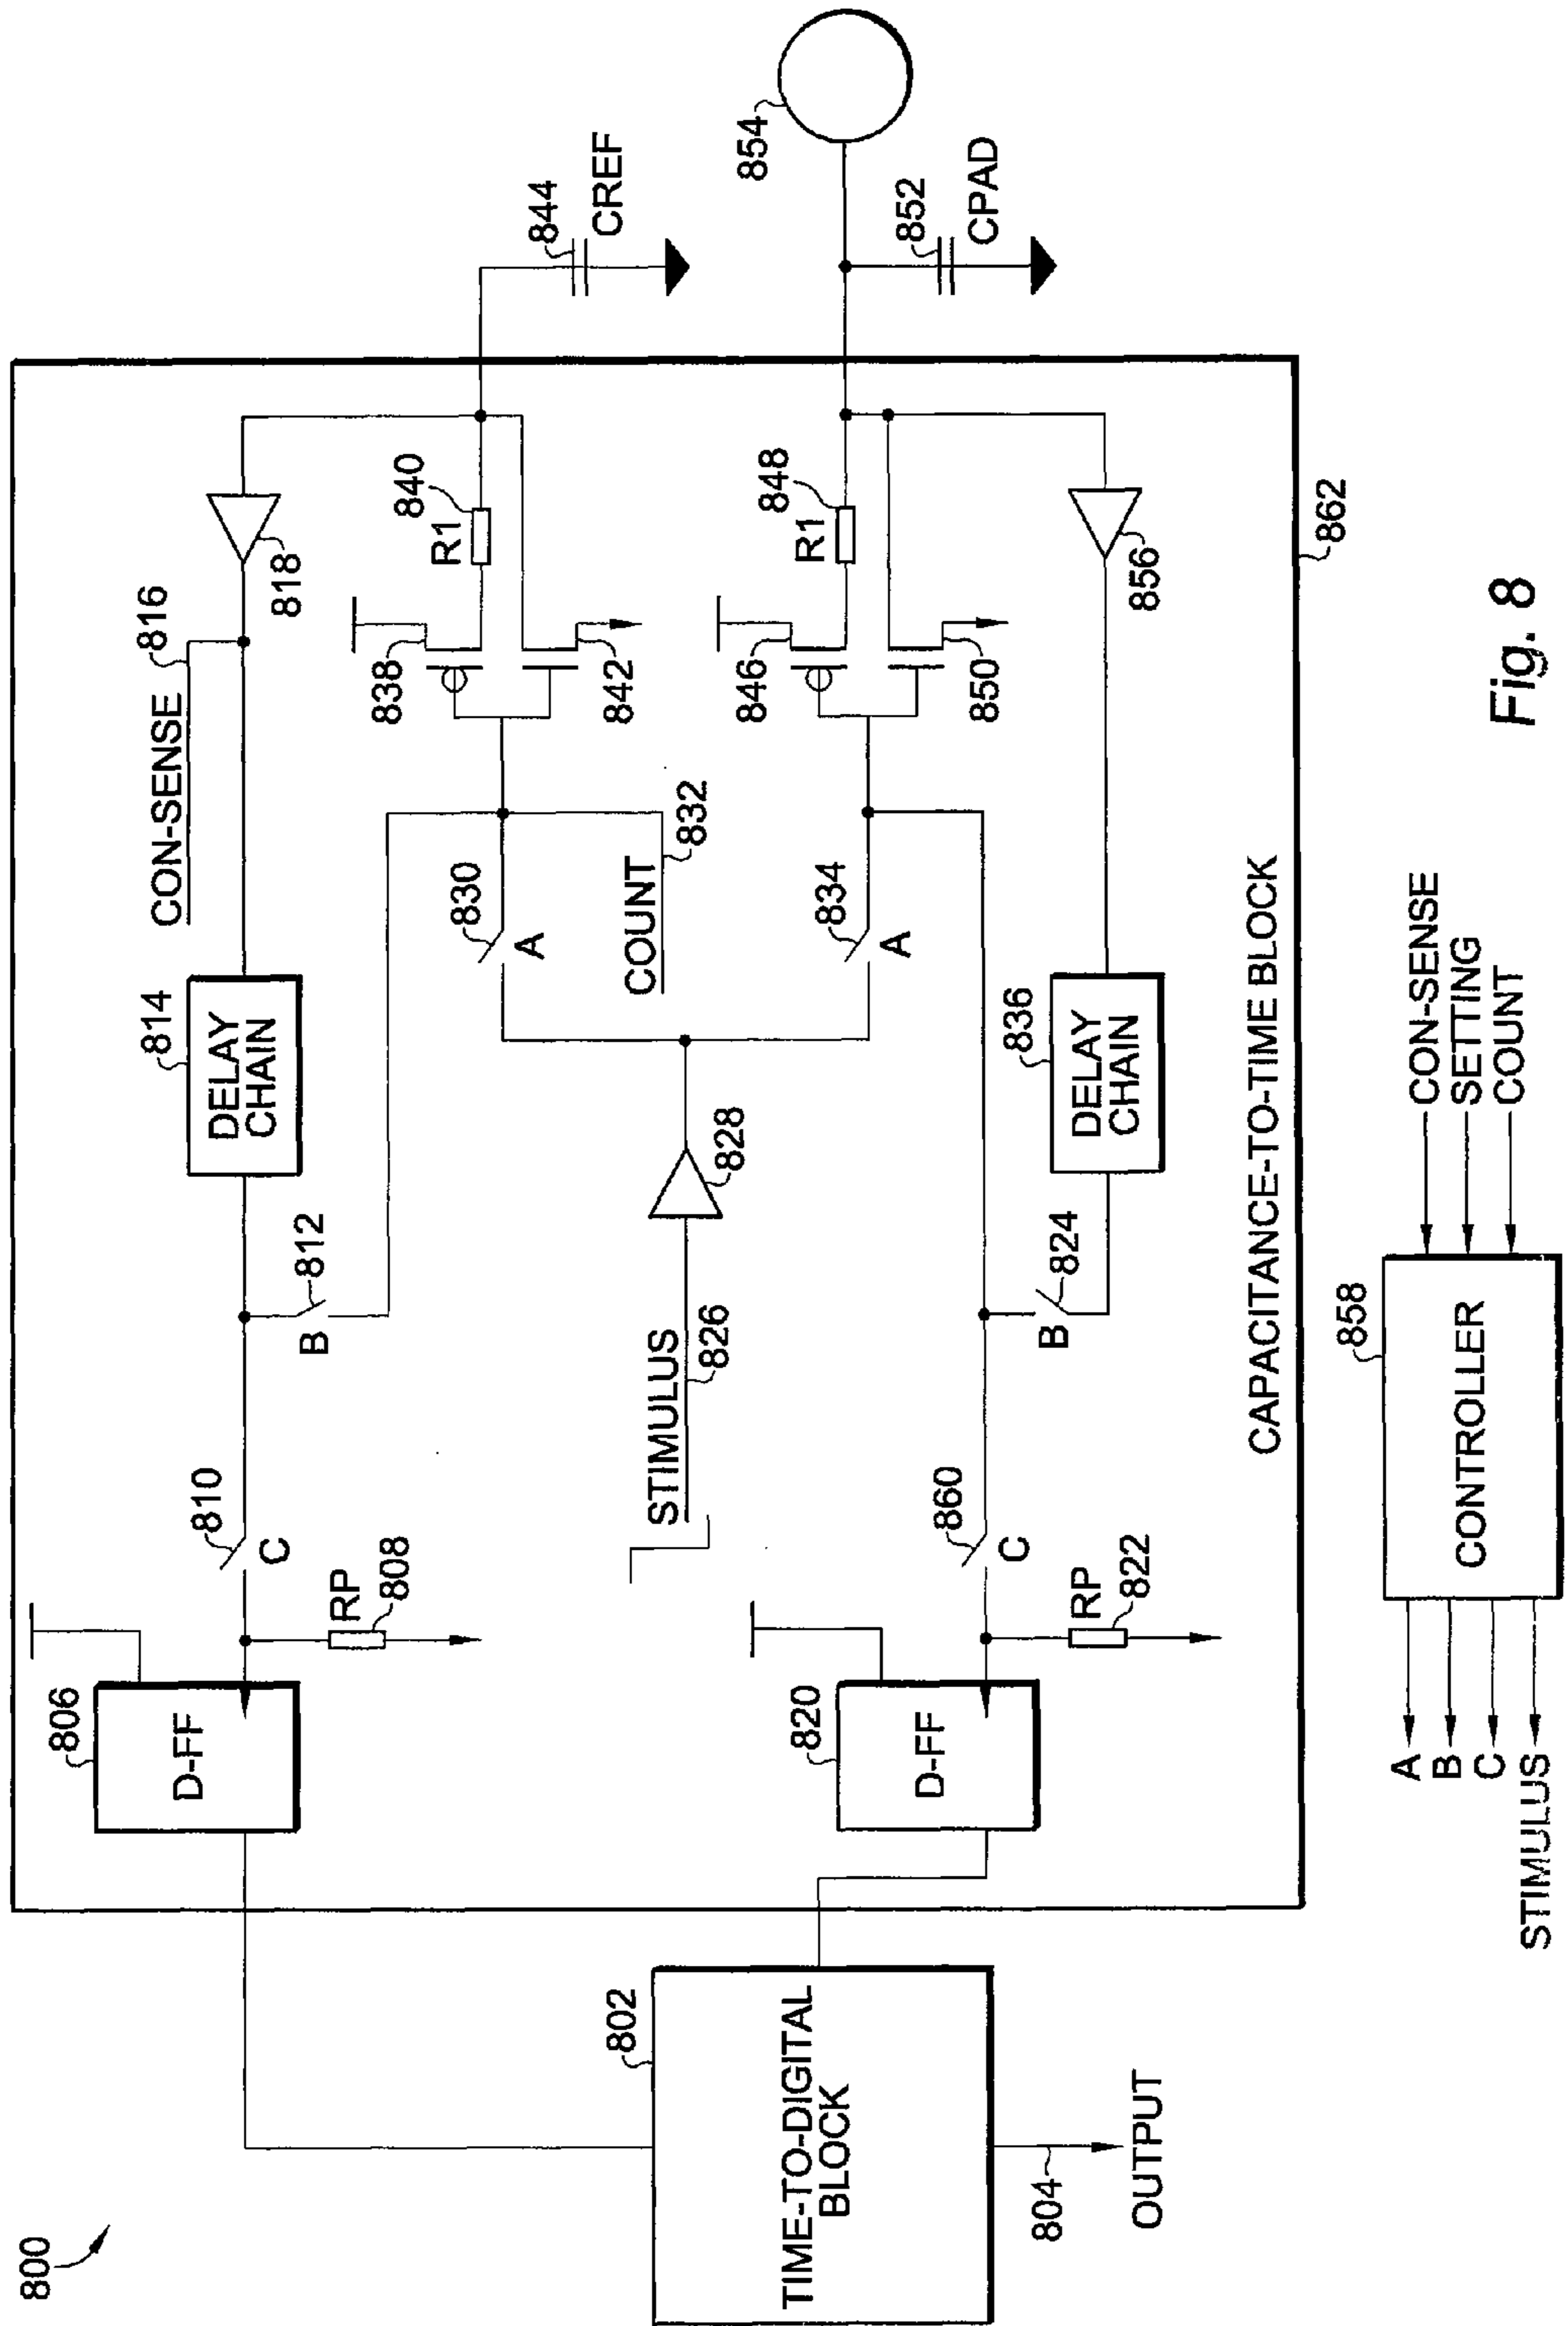 800
802
TIME-TO-DIGITAL
BLOCK
804
OUTPUT
806
D-FF
RP
808
810
C
B
812
814
DELAY
CHAIN
CON-SENSE
816
818
STIMULUS
826
828
830
A
COUNT
832
834
A
838
842
R1
840
844
CREF
846
850
R1
848
854
852
CPAD
820
D-FF
RP
822
860
C
B
824
836
DELAY
CHAIN
856
CAPACITANCE-TO-TIME BLOCK
862
858
CONTROLLER
A
B
C
STIMULUS
CON-SENSE
SETTING
COUNT
Fig. 8